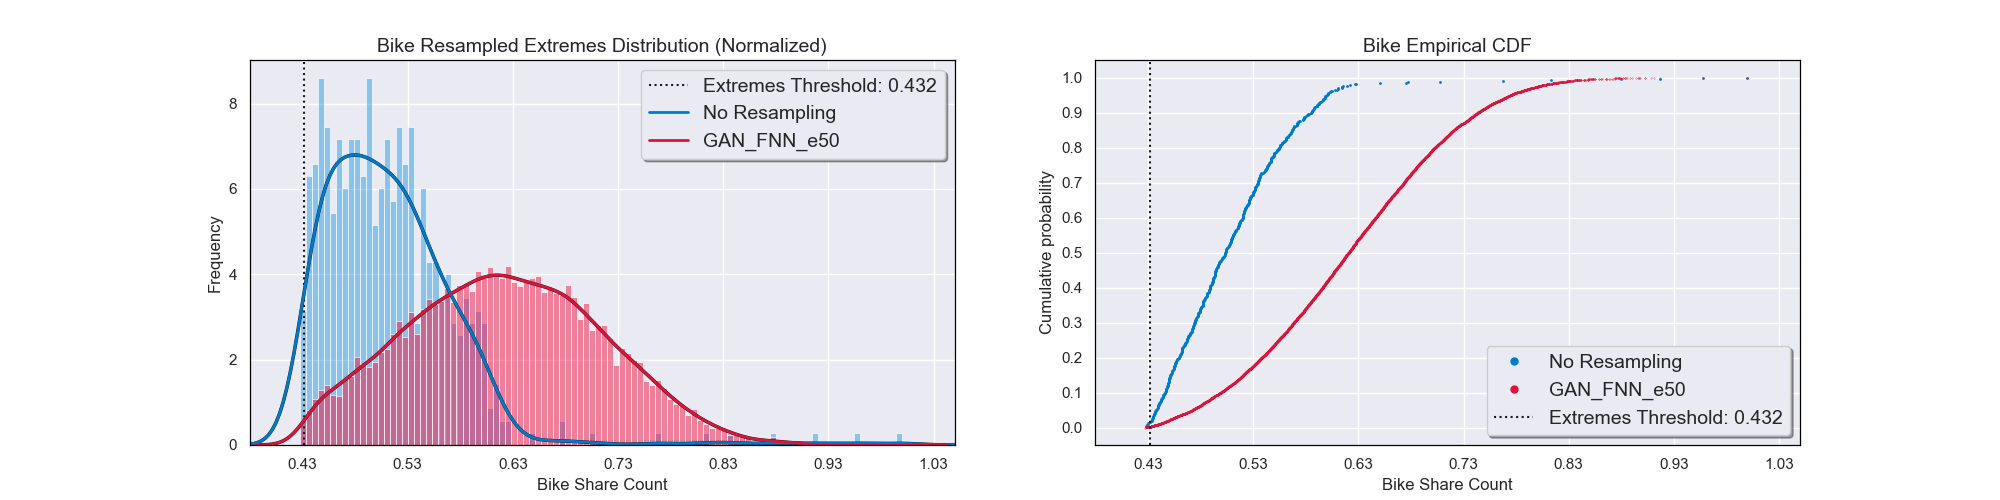 Bike Resampled Extremes Distribution (Normalized)
Frequency
8
6
4
2
0
Extremes Threshold: 0.432
No Resampling
GAN_FNN_e50
0.43 0.53 0.63 0.73 0.83 0.93 1.03
Bike Share Count
Bike Empirical CDF
Cumulative probability
1.0
0.9
0.8
0.7
0.6
0.5
0.4
0.3
0.2
0.1
0.0
No Resampling
GAN_FNN_e50
Extremes Threshold: 0.432
0.43 0.53 0.63 0.73 0.83 0.93 1.03
Bike Share Count